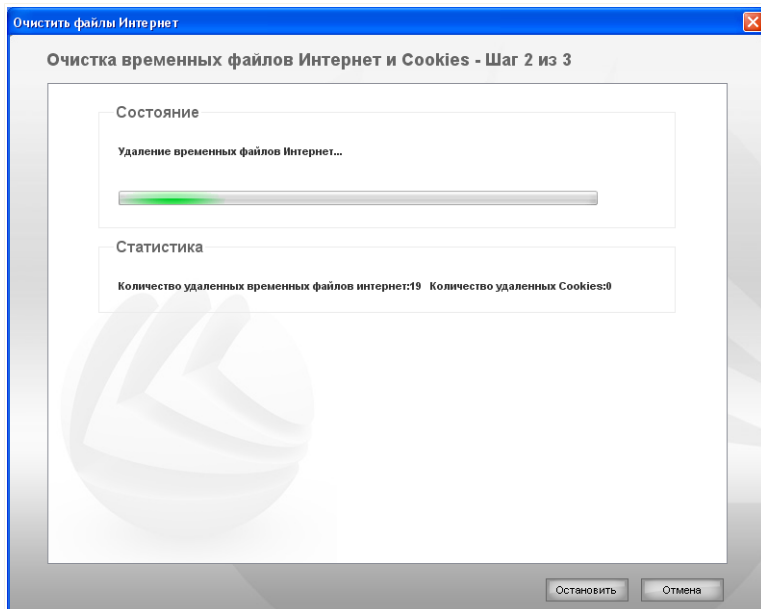 Очистить файлы Интернет
Очистка временных файлов Интернет и Cookies - Шаг 2 из 3
Состояние
Удаление временных файлов Интернет...
Статистика
Количество удаленных временных файлов интернет:19 Количество удаленных Cookies:0
Остановить Отмена